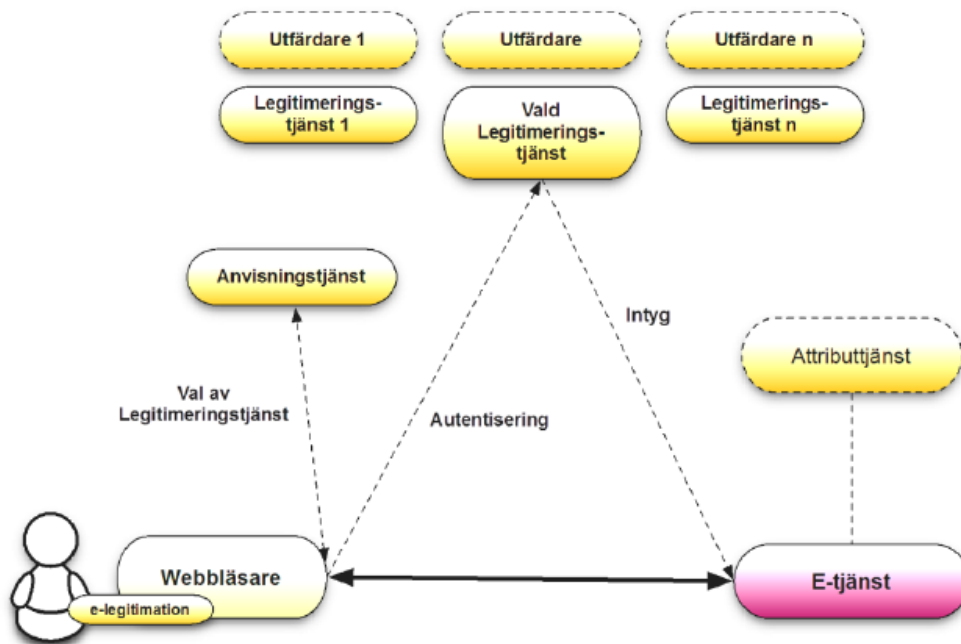 Utfärdare 1
Utfärdare
Utfärdare n
Legitimerings-
tjänst 1
Vald
Legitimerings-
tjänst
Legitimerings-
tjänst n
Anvisningstjänst
Intyg
Attributtjänst
Val av
Legitimeringstjänst
Autentisering
Webbläsare
e-legitimation
E-tjänst